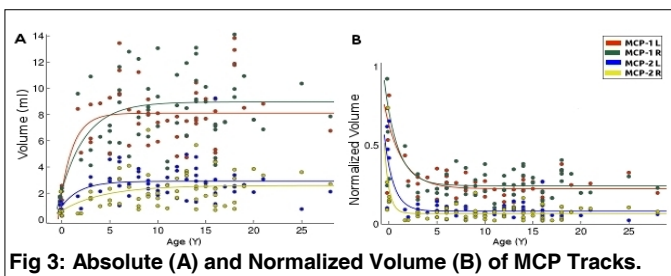 A
Volume (ml)
14
12
10
8
6
4
2
0
0
5
10
15
20
25
Age (Y)
B
MCP-1 L
MCP-1 R
MCP-2 L
MCP-2 R
Normalized Volume
1
0.5
0
0
5
10
15
20
25
Age (Y)
Fig 3: Absolute (A) and Normalized Volume (B) of MCP Tracks.